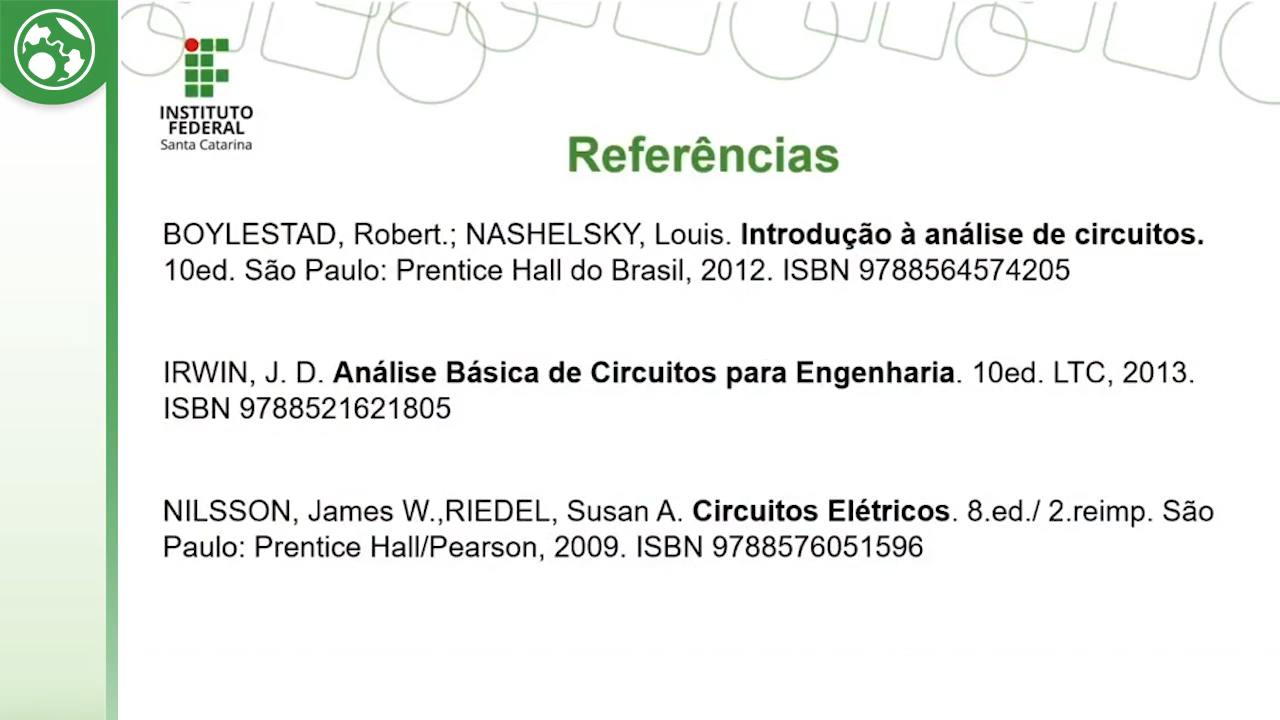 INSTITUTO
FEDERAL
Santa Catarina
Referências
BOYLESTAD, Robert.; NASHELSKY, Louis. Introdução à análise de circuitos.
10ed. São Paulo: Prentice Hall do Brasil, 2012. ISBN 9788564574205
IRWIN, J. D. Análise Básica de Circuitos para Engenharia. 10ed. LTC, 2013.
ISBN 9788521621805
NILSSON, James W.,RIEDEL, Susan A. Circuitos Elétricos. 8.ed./ 2.reimp. São
Paulo: Prentice Hall/Pearson, 2009. ISBN 9788576051596